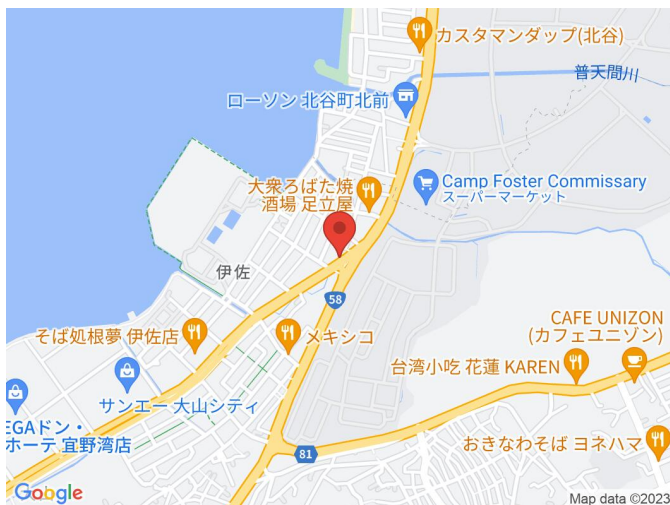 カスタマンダップ(北谷)
普天間川
ローソン 北谷町北前
大衆ろばた焼
酒場 足立屋
Camp Foster Commissary
スーパーマーケット
伊佐
58
CAFE UNIZON
(カフェユニゾン)
そば処根夢 伊佐店
メキシコ
台湾小吃 花蓮 KAREN
サンエー 大山シティ
EGAドン・
ホーテ 宜野湾店
81
おきなわそば ヨネハマ
Google
Map data ©2023